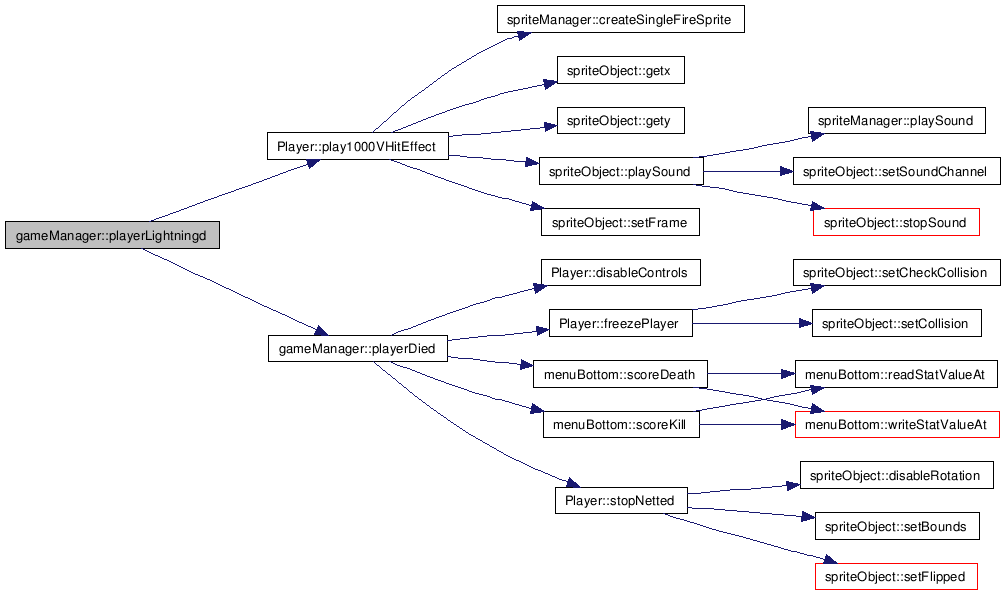 spriteManager::createSingleFireSprite
spriteObject::getx
spriteObject::gety
spriteManager::playSound
Player::play1000VHitEffect
spriteObject::playSound
spriteObject::setSoundChannel
spriteObject::setFrame
spriteObject::stopSound
gameManager::playerLightningd
Player::disableControls
spriteObject::setCheckCollision
Player::freezePlayer
spriteObject::setCollision
gameManager::playerDied
menuBottom::scoreDeath
menuBottom::readStatValueAt
menuBottom::scoreKill
menuBottom::writeStatValueAt
spriteObject::disableRotation
Player::stopNetted
spriteObject::setBounds
spriteObject::setFlipped